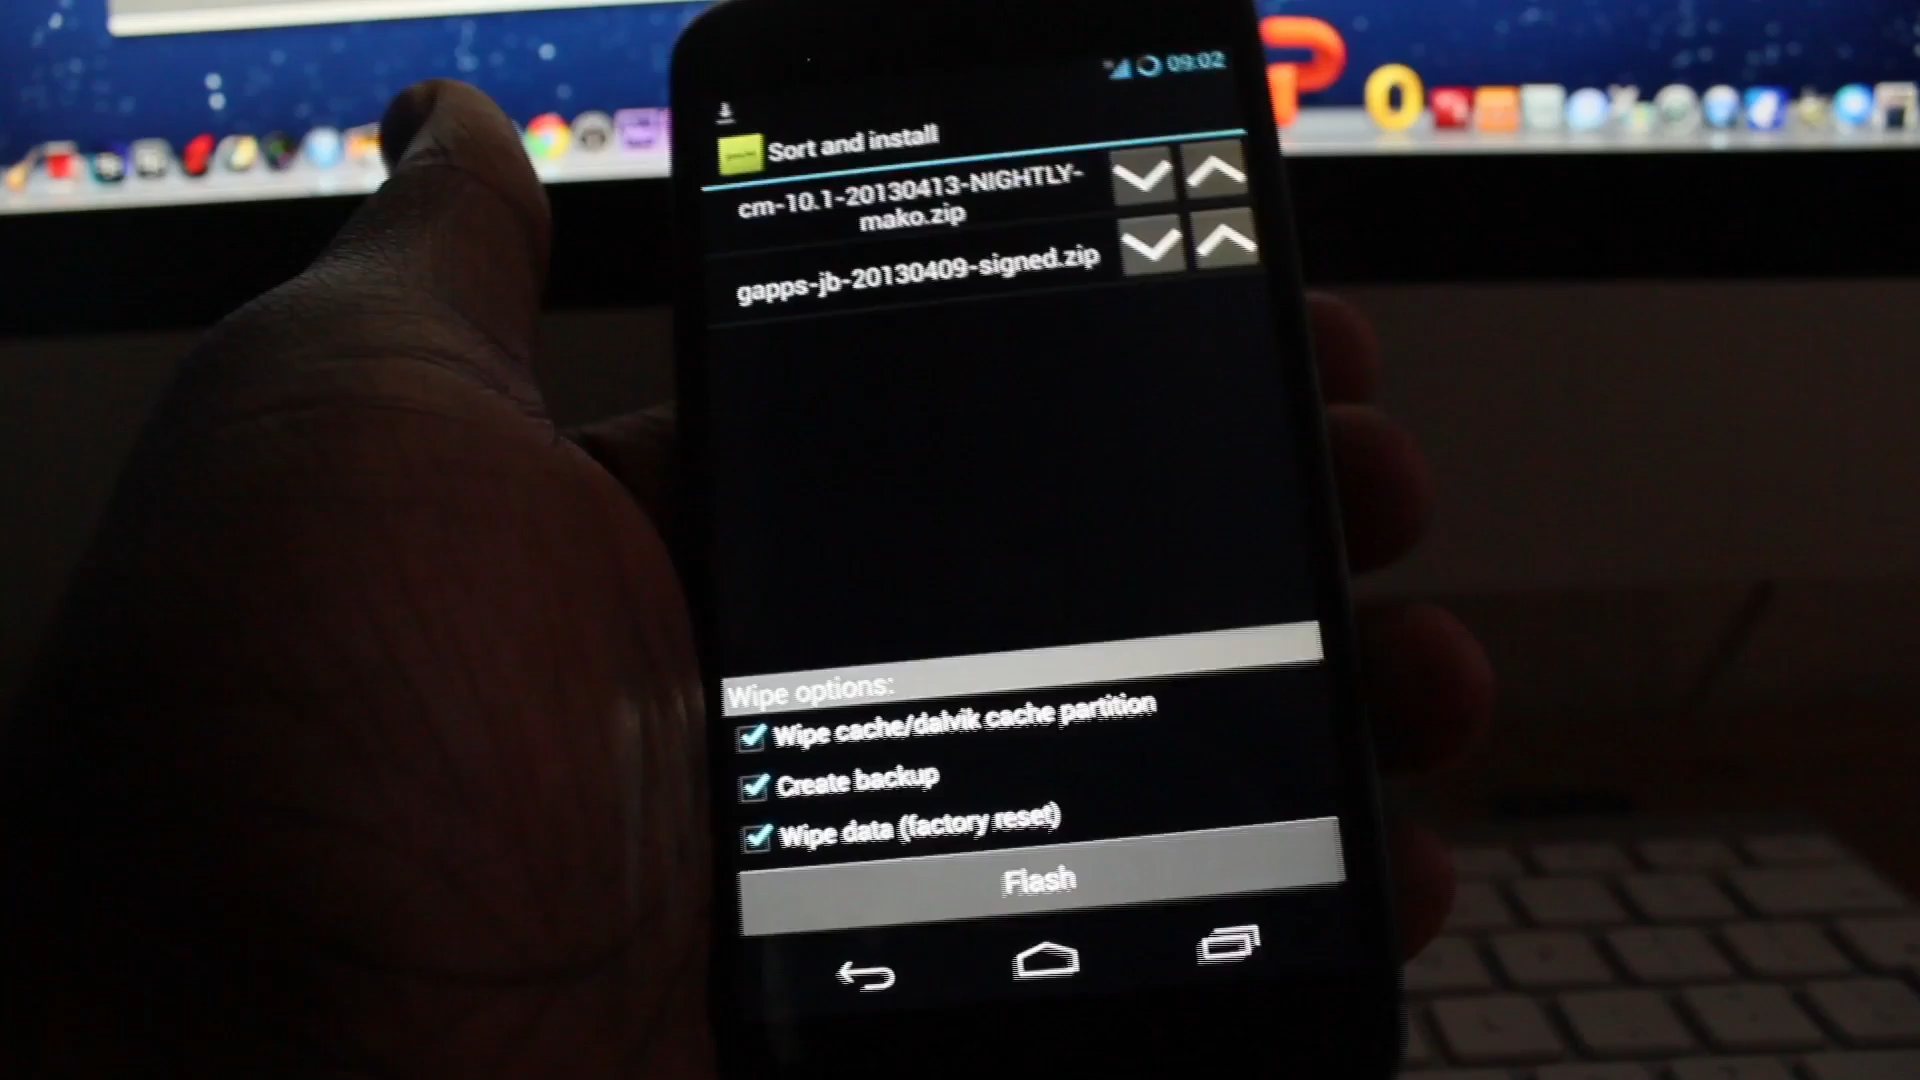 09:02
Sort and install
cm-10.1-20130413-NIGHTLY-
mako.zip
gapps-jb-20130409-signed.zip
Wipe options:
Wipe cache/dalvik cache partition
Create backup
Wipe data (factory reset)
Flash